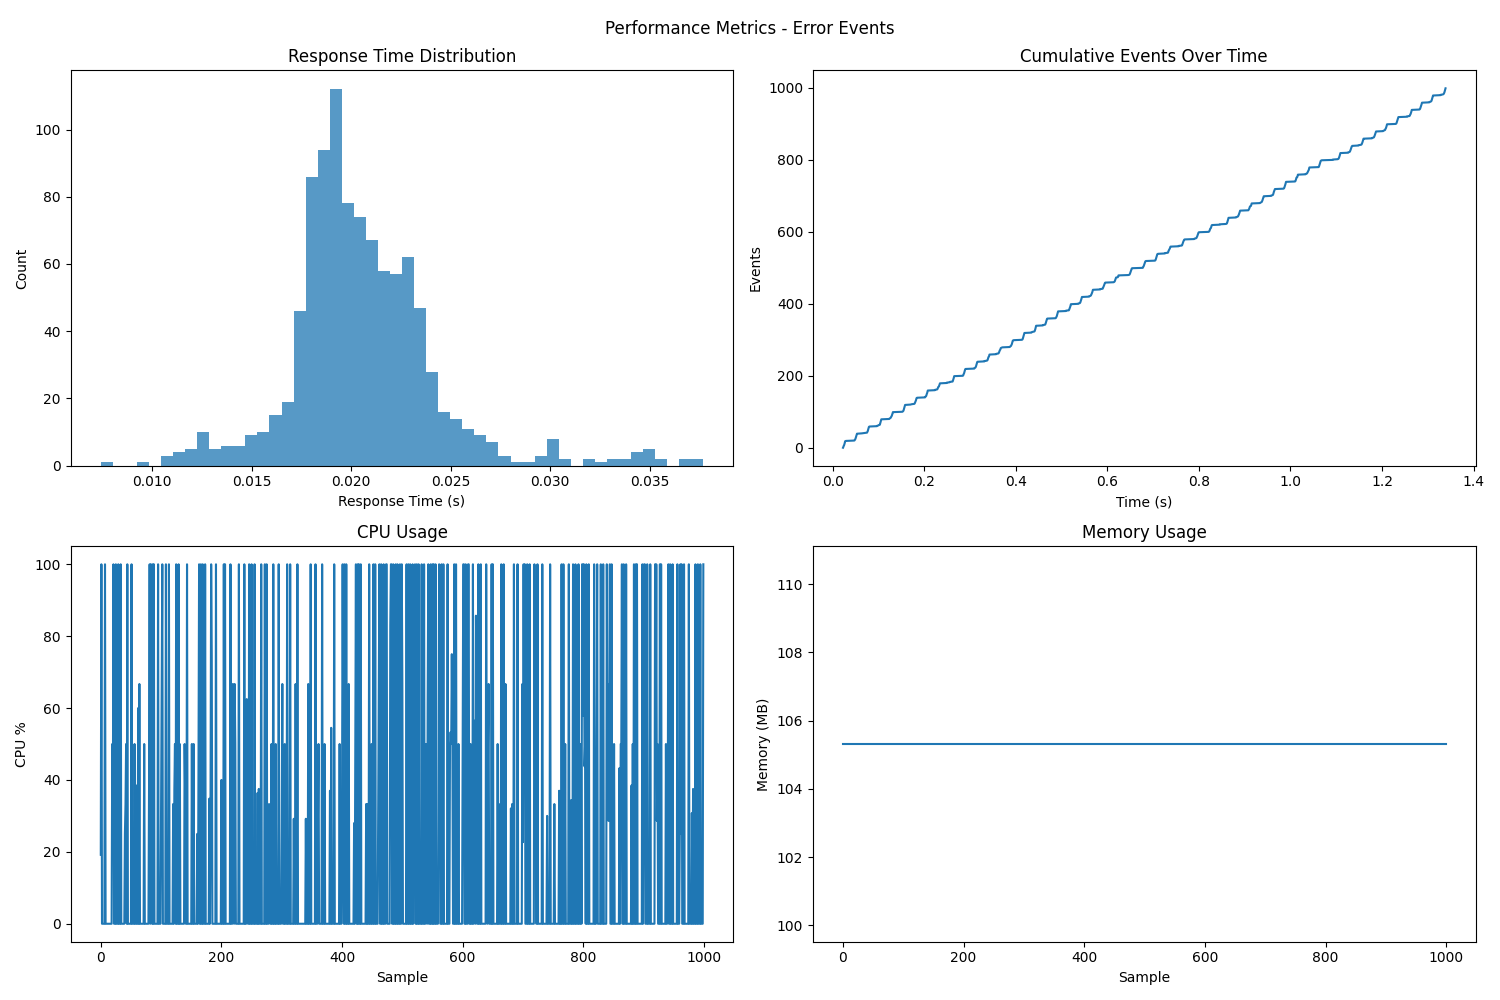 Performance Metrics - Error Events
Response Time Distribution
Count
100
80
60
40
20
0
0.010 0.015 0.020 0.025 0.030 0.035
Response Time (s)
Cumulative Events Over Time
Events
1000
800
600
400
200
0
0.0 0.2 0.4 0.6 0.8 1.0 1.2 1.4
Time (s)
CPU Usage
CPU %
100
80
60
40
20
0
0 200 400 600 800 1000
Sample
Memory Usage
Memory (MB)
110
108
106
104
102
100
0 200 400 600 800 1000
Sample